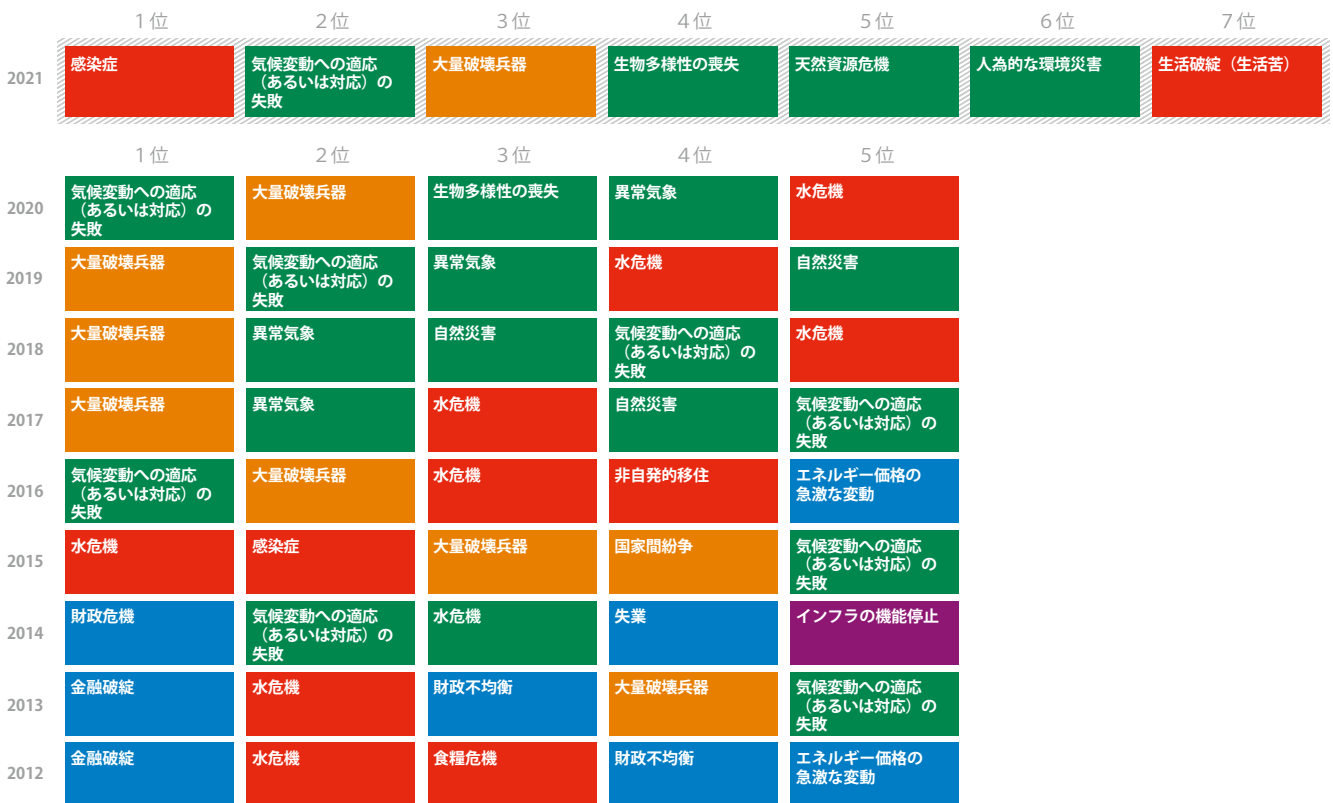 1位 2位 3位 4位 5位 6位 7位
2021
感染症
気候変動への適応
（あるいは対応）の
失敗
大量破壊兵器
生物多様性の喪失
天然資源危機
人為的な環境災害
生活破綻（生活苦）
1位 2位 3位 4位 5位
2020
気候変動への適応
（あるいは対応）の
失敗
大量破壊兵器
生物多様性の喪失
異常気象
水危機
2019
大量破壊兵器
気候変動への適応
（あるいは対応）の
失敗
異常気象
水危機
自然災害
2018
大量破壊兵器
異常気象
自然災害
気候変動への適応
（あるいは対応）の
失敗
水危機
2017
大量破壊兵器
異常気象
水危機
自然災害
気候変動への適応
（あるいは対応）の
失敗
2016
気候変動への適応
（あるいは対応）の
失敗
大量破壊兵器
水危機
非自発的移住
エネルギー価格の
急激な変動
2015
水危機
感染症
大量破壊兵器
国家間紛争
気候変動への適応
（あるいは対応）の
失敗
2014
財政危機
気候変動への適応
（あるいは対応）の
失敗
水危機
失業
インフラの機能停止
2013
金融破綻
水危機
財政不均衡
大量破壊兵器
気候変動への適応
（あるいは対応）の
失敗
2012
金融破綻
水危機
食糧危機
財政不均衡
エネルギー価格の
急激な変動